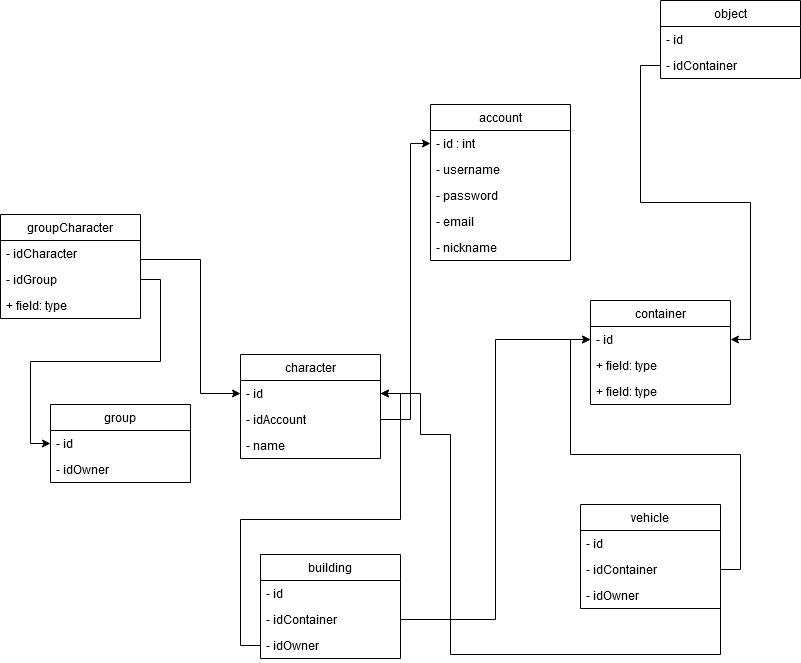 object
- id
- idContainer
account
- id : int
- username
- password
- email
- nickname
groupCharacter
- idCharacter
- idGroup
+ field: type
container
- id
+ field: type
+ field: type
character
- id
- idAccount
- name
group
- id
- idOwner
vehicle
- id
- idContainer
- idOwner
building
- id
- idContainer
- idOwner